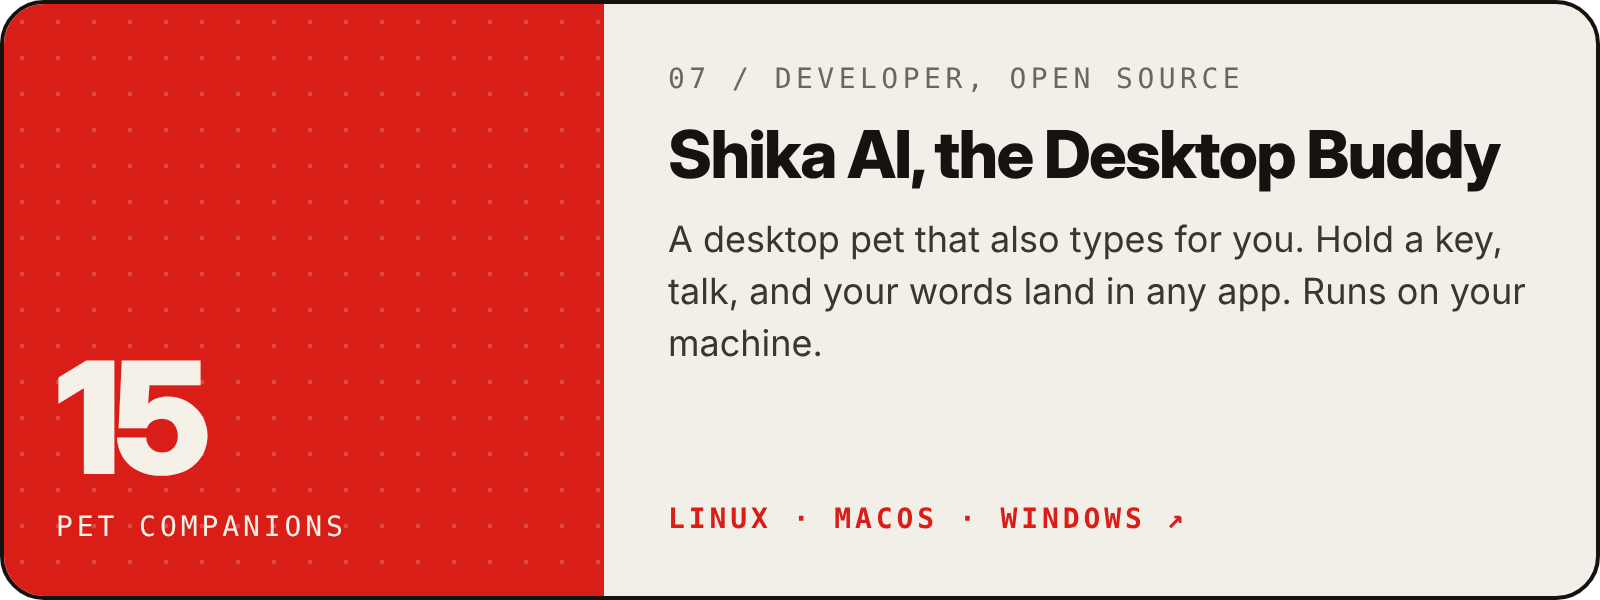 15
PET COMPANIONS
07 / DEVELOPER, OPEN SOURCE
Shika AI, the Desktop Buddy
A desktop pet that also types for you. Hold a key,
talk, and your words land in any app. Runs on your
machine.
LINUX · MACOS · WINDOWS ↗